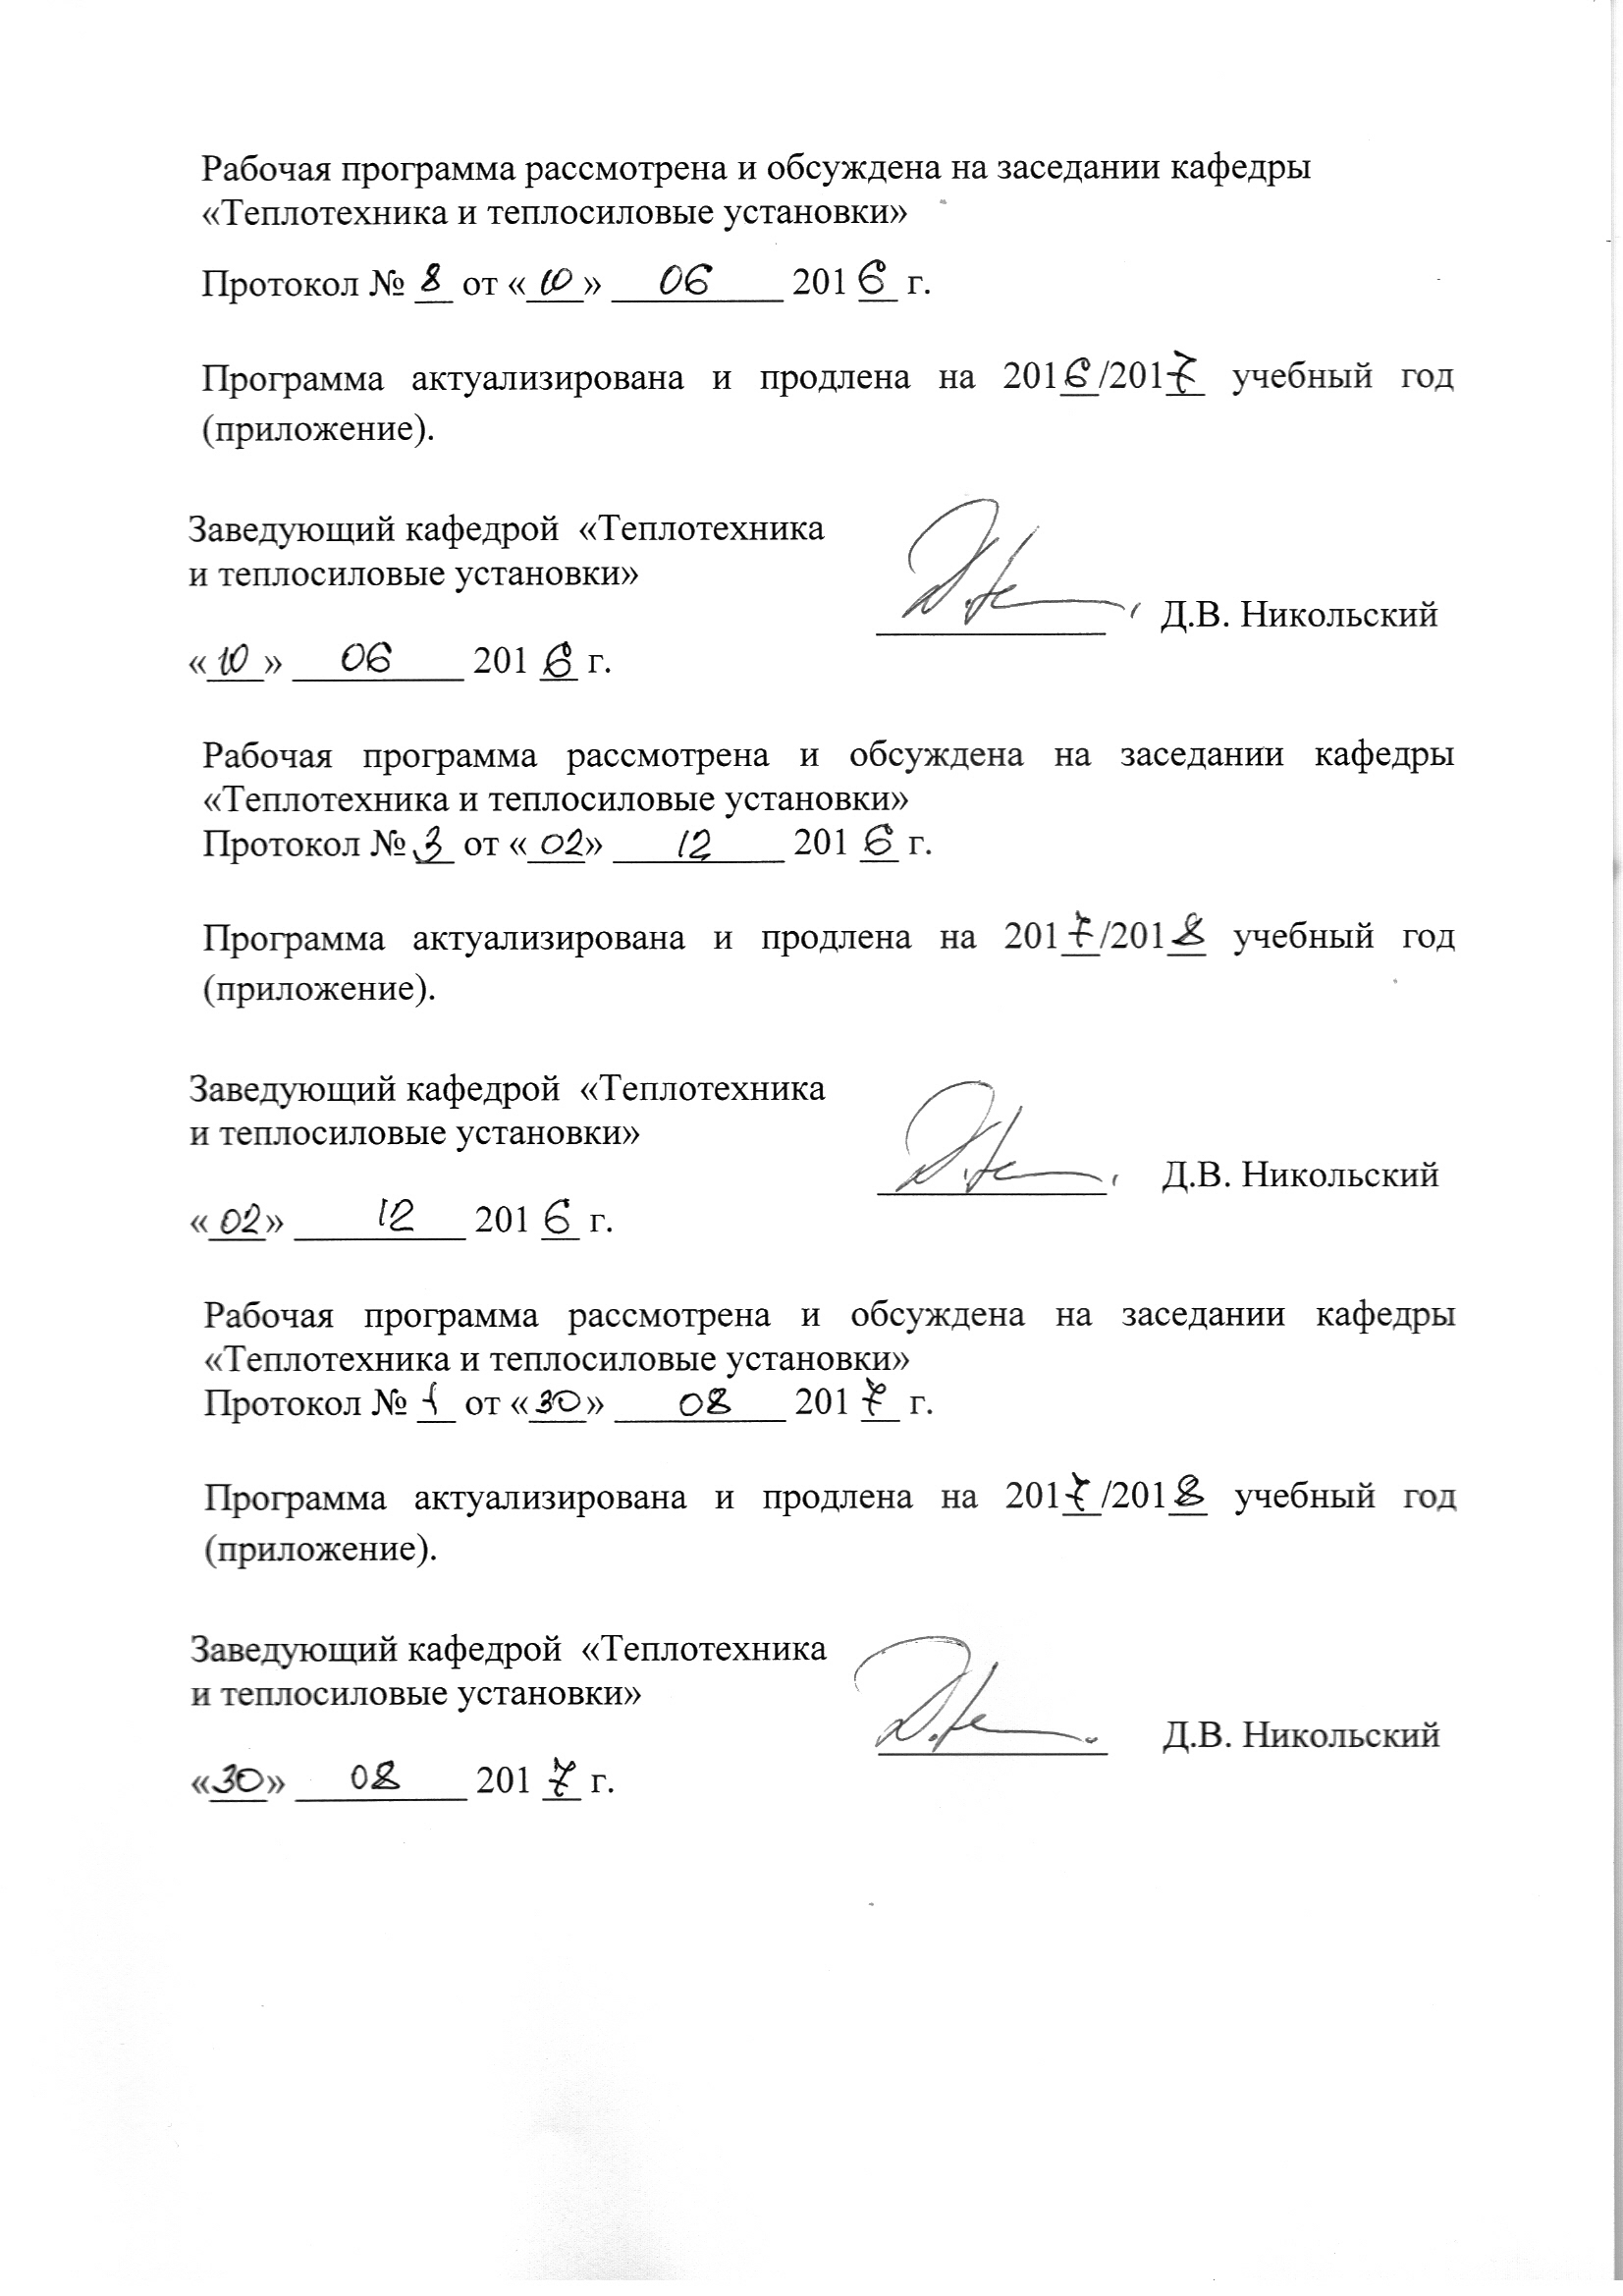 Рабочая программа рассмотрена и обсуждена на заседании кафедры
«Теплотехника и теплосиловые установки»
Протокол № 8 от «10» 06 2016 г.
Программа актуализирована и продлена на 2016/2017 учебный год
(приложение).
Заведующий кафедрой «Теплотехника
и теплосиловые установки»
Д.В. Никольский
«10» 06 2016 г.
Рабочая программа рассмотрена и обсуждена на заседании кафедры
«Теплотехника и теплосиловые установки»
Протокол № 3 от «02» 12 2016 г.
Программа актуализирована и продлена на 2017/2018 учебный год
(приложение).
Заведующий кафедрой «Теплотехника
и теплосиловые установки»
Д.В. Никольский
«02» 12 2016 г.
Рабочая программа рассмотрена и обсуждена на заседании кафедры
«Теплотехника и теплосиловые установки»
Протокол № 1 от «30» 08 2017 г.
Программа актуализирована и продлена на 2017/2018 учебный год
(приложение).
Заведующий кафедрой «Теплотехника
и теплосиловые установки»
Д.В. Никольский
«30» 08 2017 г.